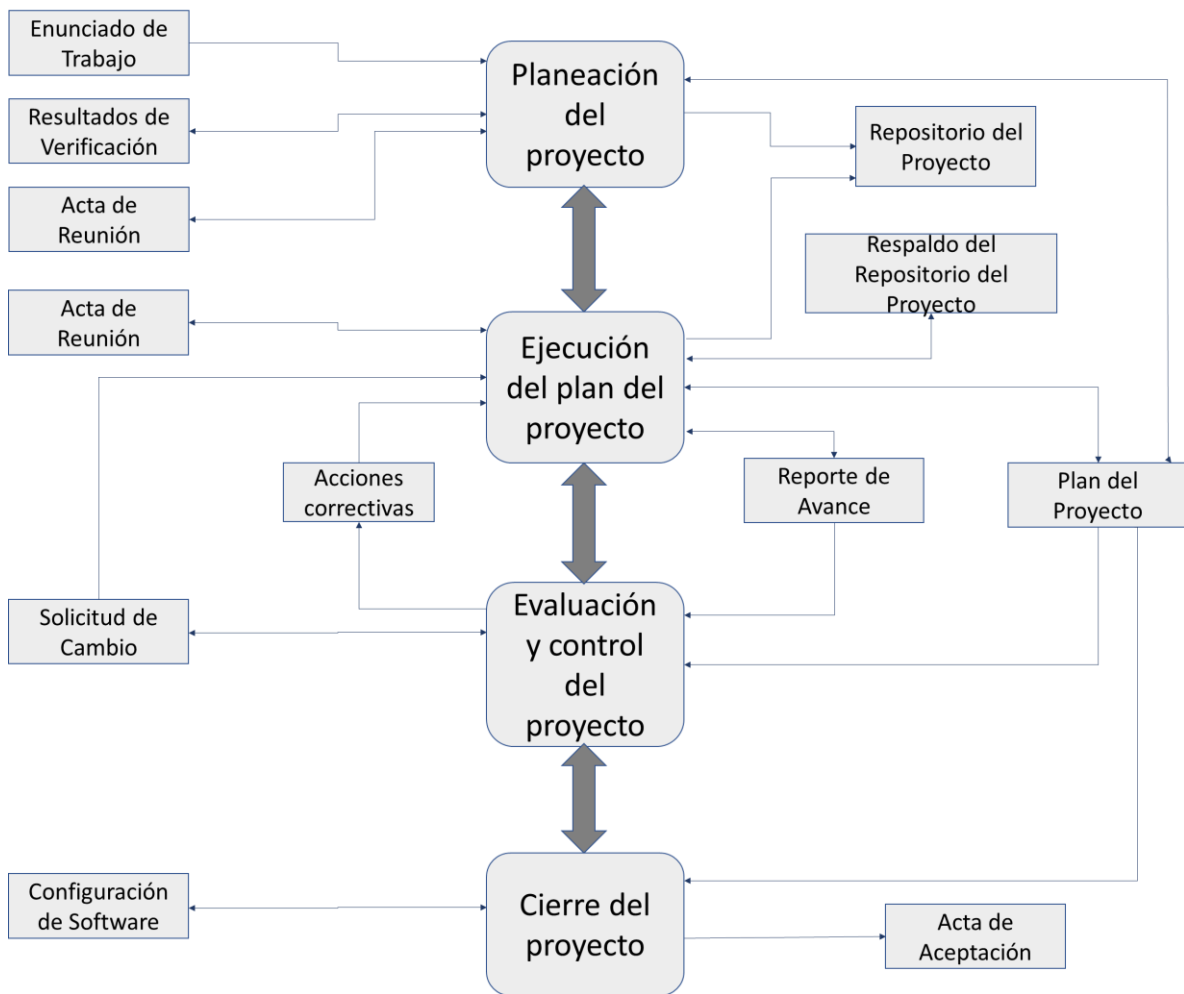 Enunciado de
Trabajo
Planeación
del
proyecto
Resultados de
Verificación
Repositorio del
Proyecto
Acta de
Reunión
Respaldo del
Repositorio del
Proyecto
Acta de
Reunión
Ejecución
del plan del
proyecto
Acciones
correctivas
Reporte de
Avance
Plan del
Proyecto
Solicitud de
Cambio
Evaluación
y control
del
proyecto
Configuración
de Software
Cierre del
proyecto
Acta de
Aceptación